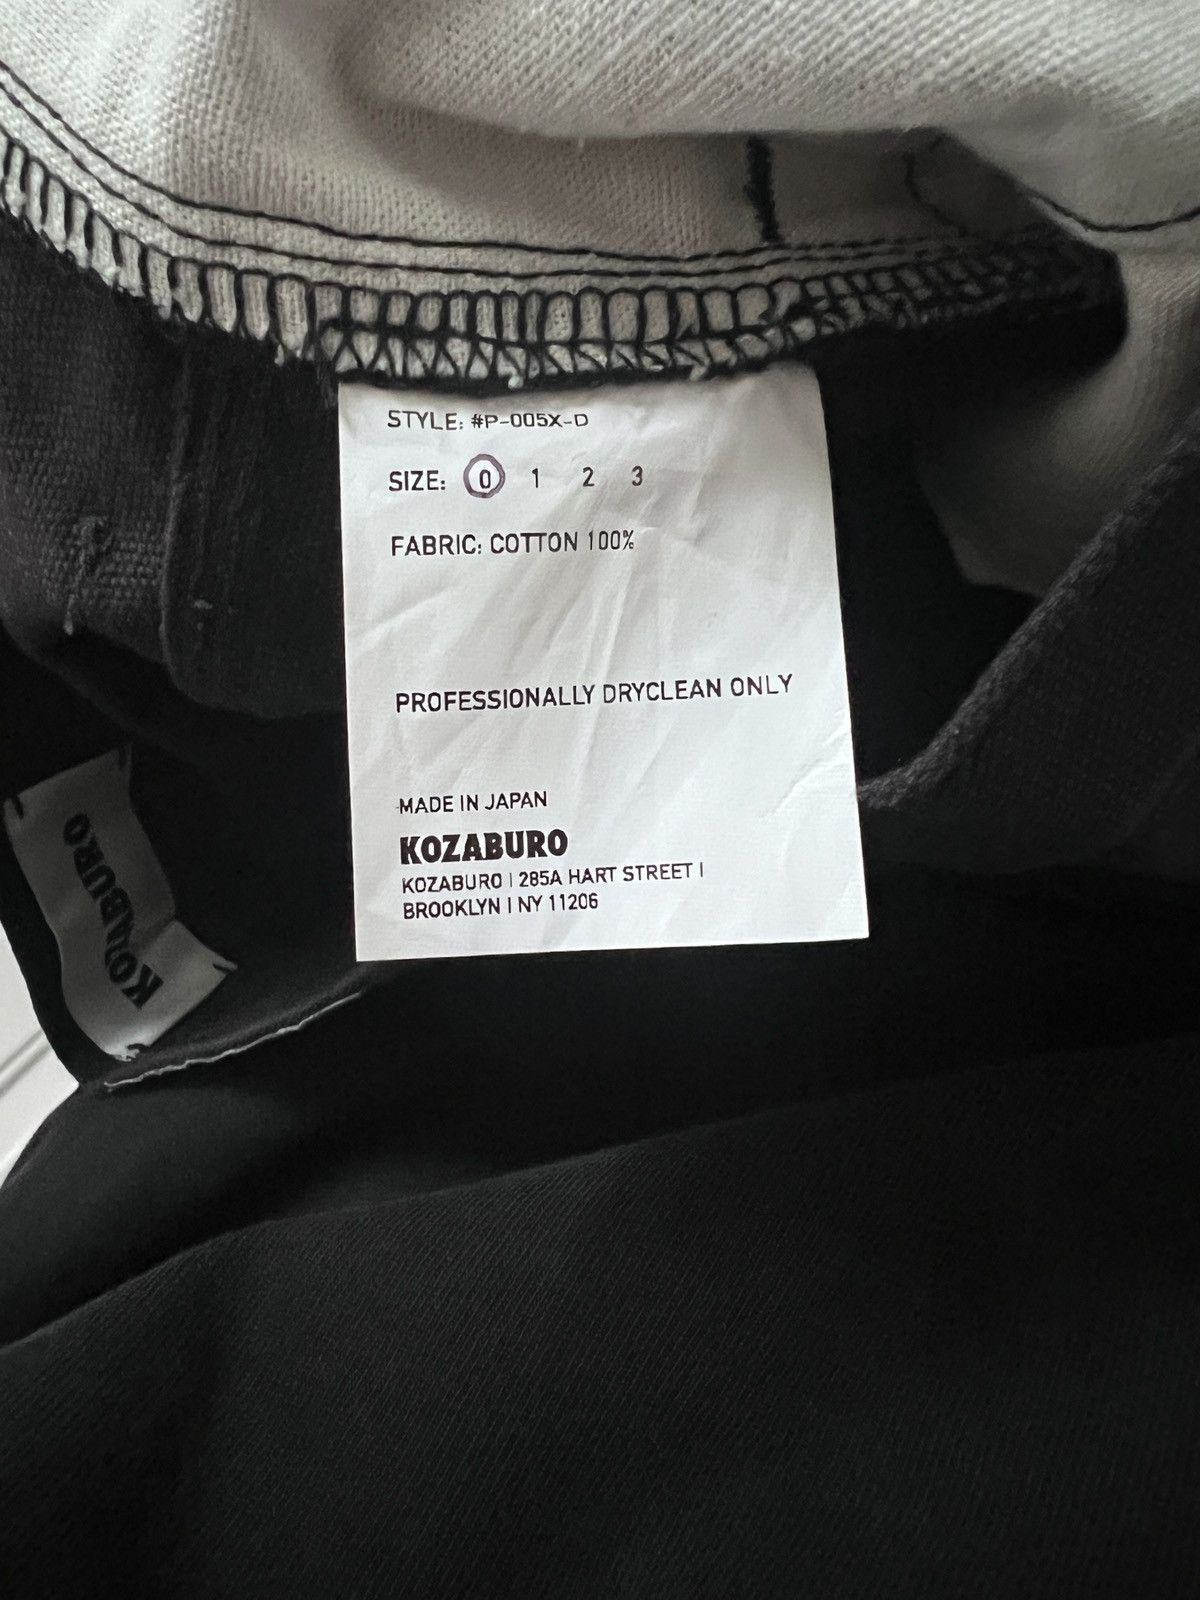 STYLE: #P-005X-D
SIZE: 0 1 2 3
FABRIC: COTTON 100%
PROFESSIONALLY DRYCLEAN ONLY
MADE IN JAPAN
KOZABURO
KOZABURO | 285A HART STREET |
BROOKLYN | NY 11206
KOZABURO